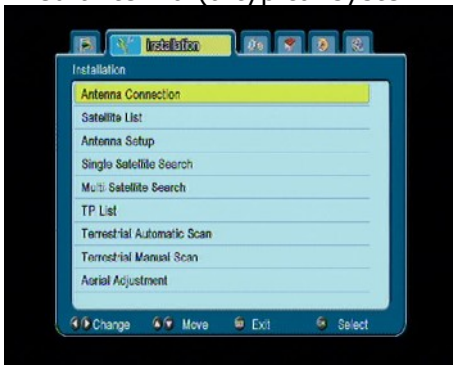 Installation
Installation
Antenna Connection
Satellite List
Antenna Setup
Single Satellite Search
Multi Satellite Search
TP List
Terrestrial Automatic Scan
Terrestrial Manual Scan
Aerial Adjustment
Change Move Exit Select